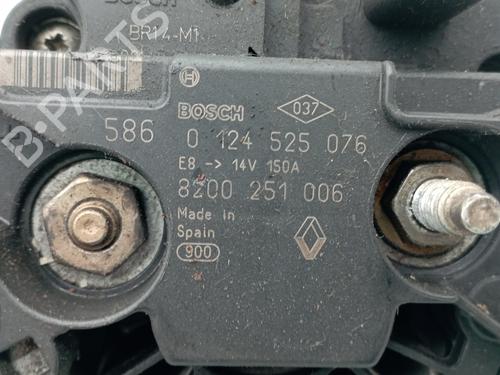 BOSCH
BR14-M1
BOSCH
037
586
0 124 525 076
E8 -> 14V 150A
8200 251 006
Made in
Spain
900
B-PARTS